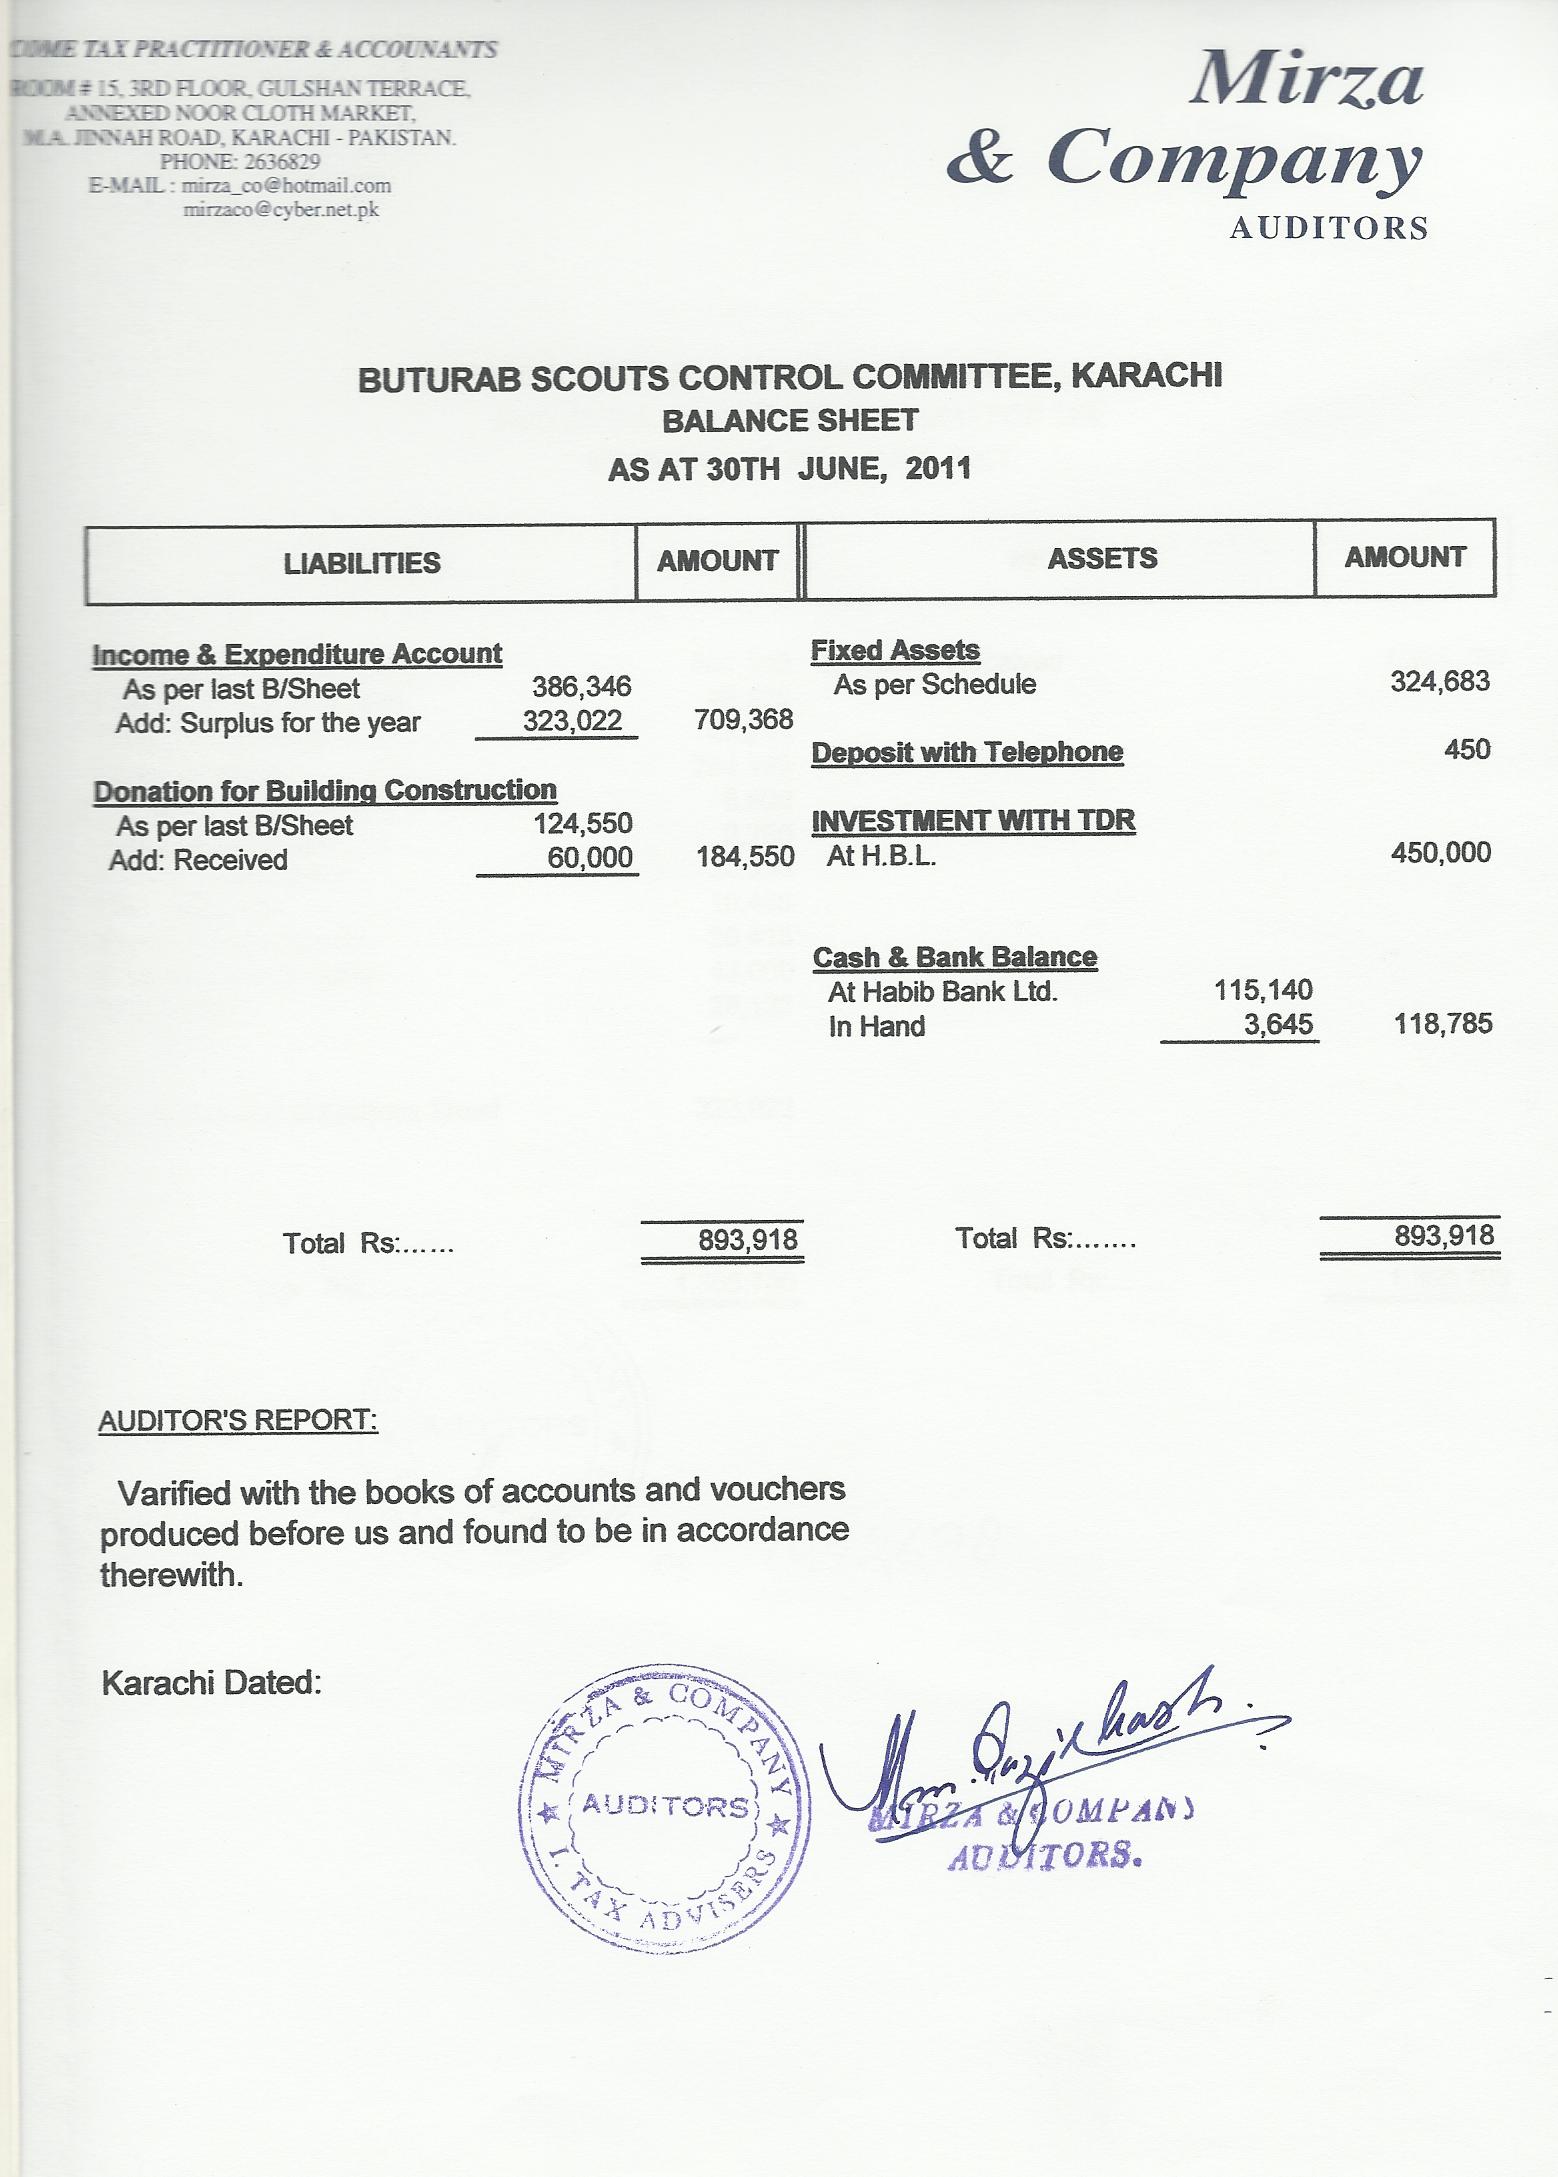 COME TAX PRACTITIONER & ACCOUNANTS
ROOM # 15, 3RD FLOOR, GULSHAN TERRACE,
ANNEXED NOOR CLOTH MARKET,
M.A. JINNAH ROAD, KARACHI - PAKISTAN.
PHONE: 2636829
E-MAIL : mirza_co@hotmail.com
mirzaco@cyber.net.pk
Mirza
& Company
AUDITORS
BUTURAB SCOUTS CONTROL COMMITTEE, KARACHI
BALANCE SHEET
AS AT 30TH JUNE, 2011
LIABILITIES AMOUNT ASSETS AMOUNT
Income & Expenditure Account Fixed Assets
As per last B/Sheet 386,346 As per Schedule 324,683
Add: Surplus for the year 323,022 709,368
Deposit with Telephone 450
Donation for Building Construction
As per last B/Sheet 124,550 INVESTMENT WITH TDR
Add: Received 60,000 184,550 At H.B.L. 450,000
Cash & Bank Balance
At Habib Bank Ltd. 115,140
In Hand 3,645 118,785
Total Rs:...... 893,918 Total Rs:....... 893,918
AUDITOR'S REPORT:
Varified with the books of accounts and vouchers
produced before us and found to be in accordance
therewith.
Karachi Dated:
MIRZA & COMPANY
AUDITORS
I. TAX ADVISERS
MIRZA & COMPANY
AUDITORS.